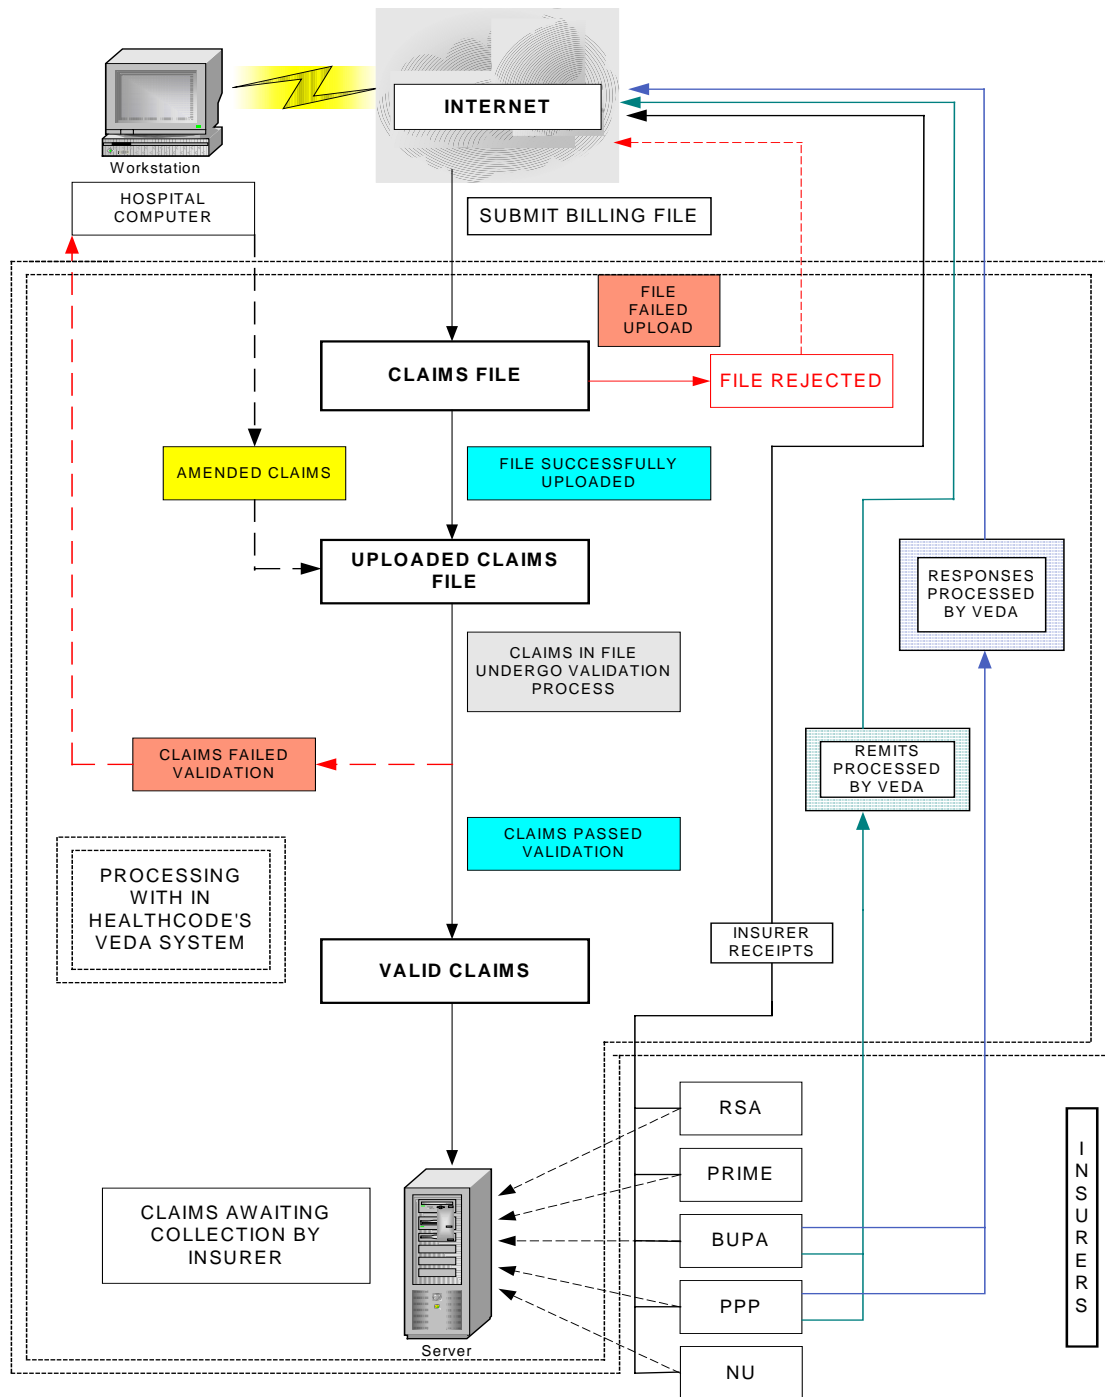 INTERNET
Workstation
HOSPITAL
COMPUTER
SUBMIT BILLING FILE
FILE
FAILED
UPLOAD
CLAIMS FILE
FILE REJECTED
AMENDED CLAIMS
FILE SUCCESSFULLY
UPLOADED
UPLOADED CLAIMS
FILE
RESPONSES
PROCESSED
BY VEDA
CLAIMS IN FILE
UNDERGO VALIDATION
PROCESS
CLAIMS FAILED
VALIDATION
REMITS
PROCESSED
BY VEDA
CLAIMS PASSED
VALIDATION
PROCESSING
WITH IN
HEALTHCODE'S
VEDA SYSTEM
INSURER
RECEIPTS
VALID CLAIMS
RSA
PRIME
CLAIMS AWAITING
COLLECTION BY
INSURER
BUPA
PPP
NU
Server
INSURERS